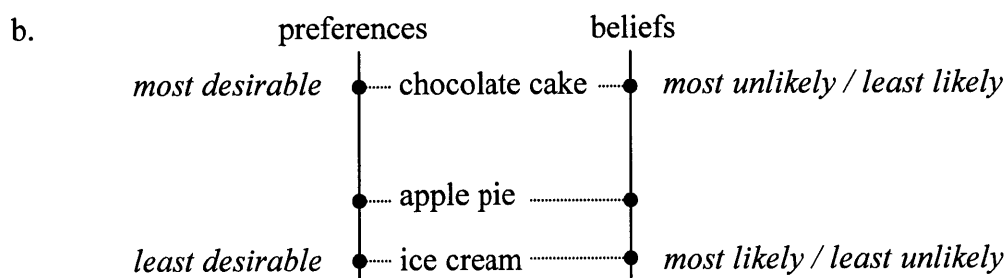 b.
preferences beliefs
most desirable chocolate cake most unlikely / least likely
apple pie
least desirable ice cream most likely / least unlikely